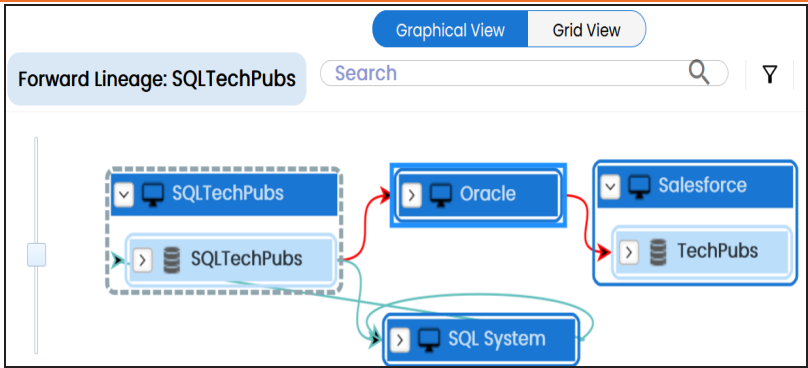 Graphical View
Grid View
Forward Lineage: SQLTechPubs
Search
SQLTechPubs
Oracle
Salesforce
SQLTechPubs
TechPubs
SQL System